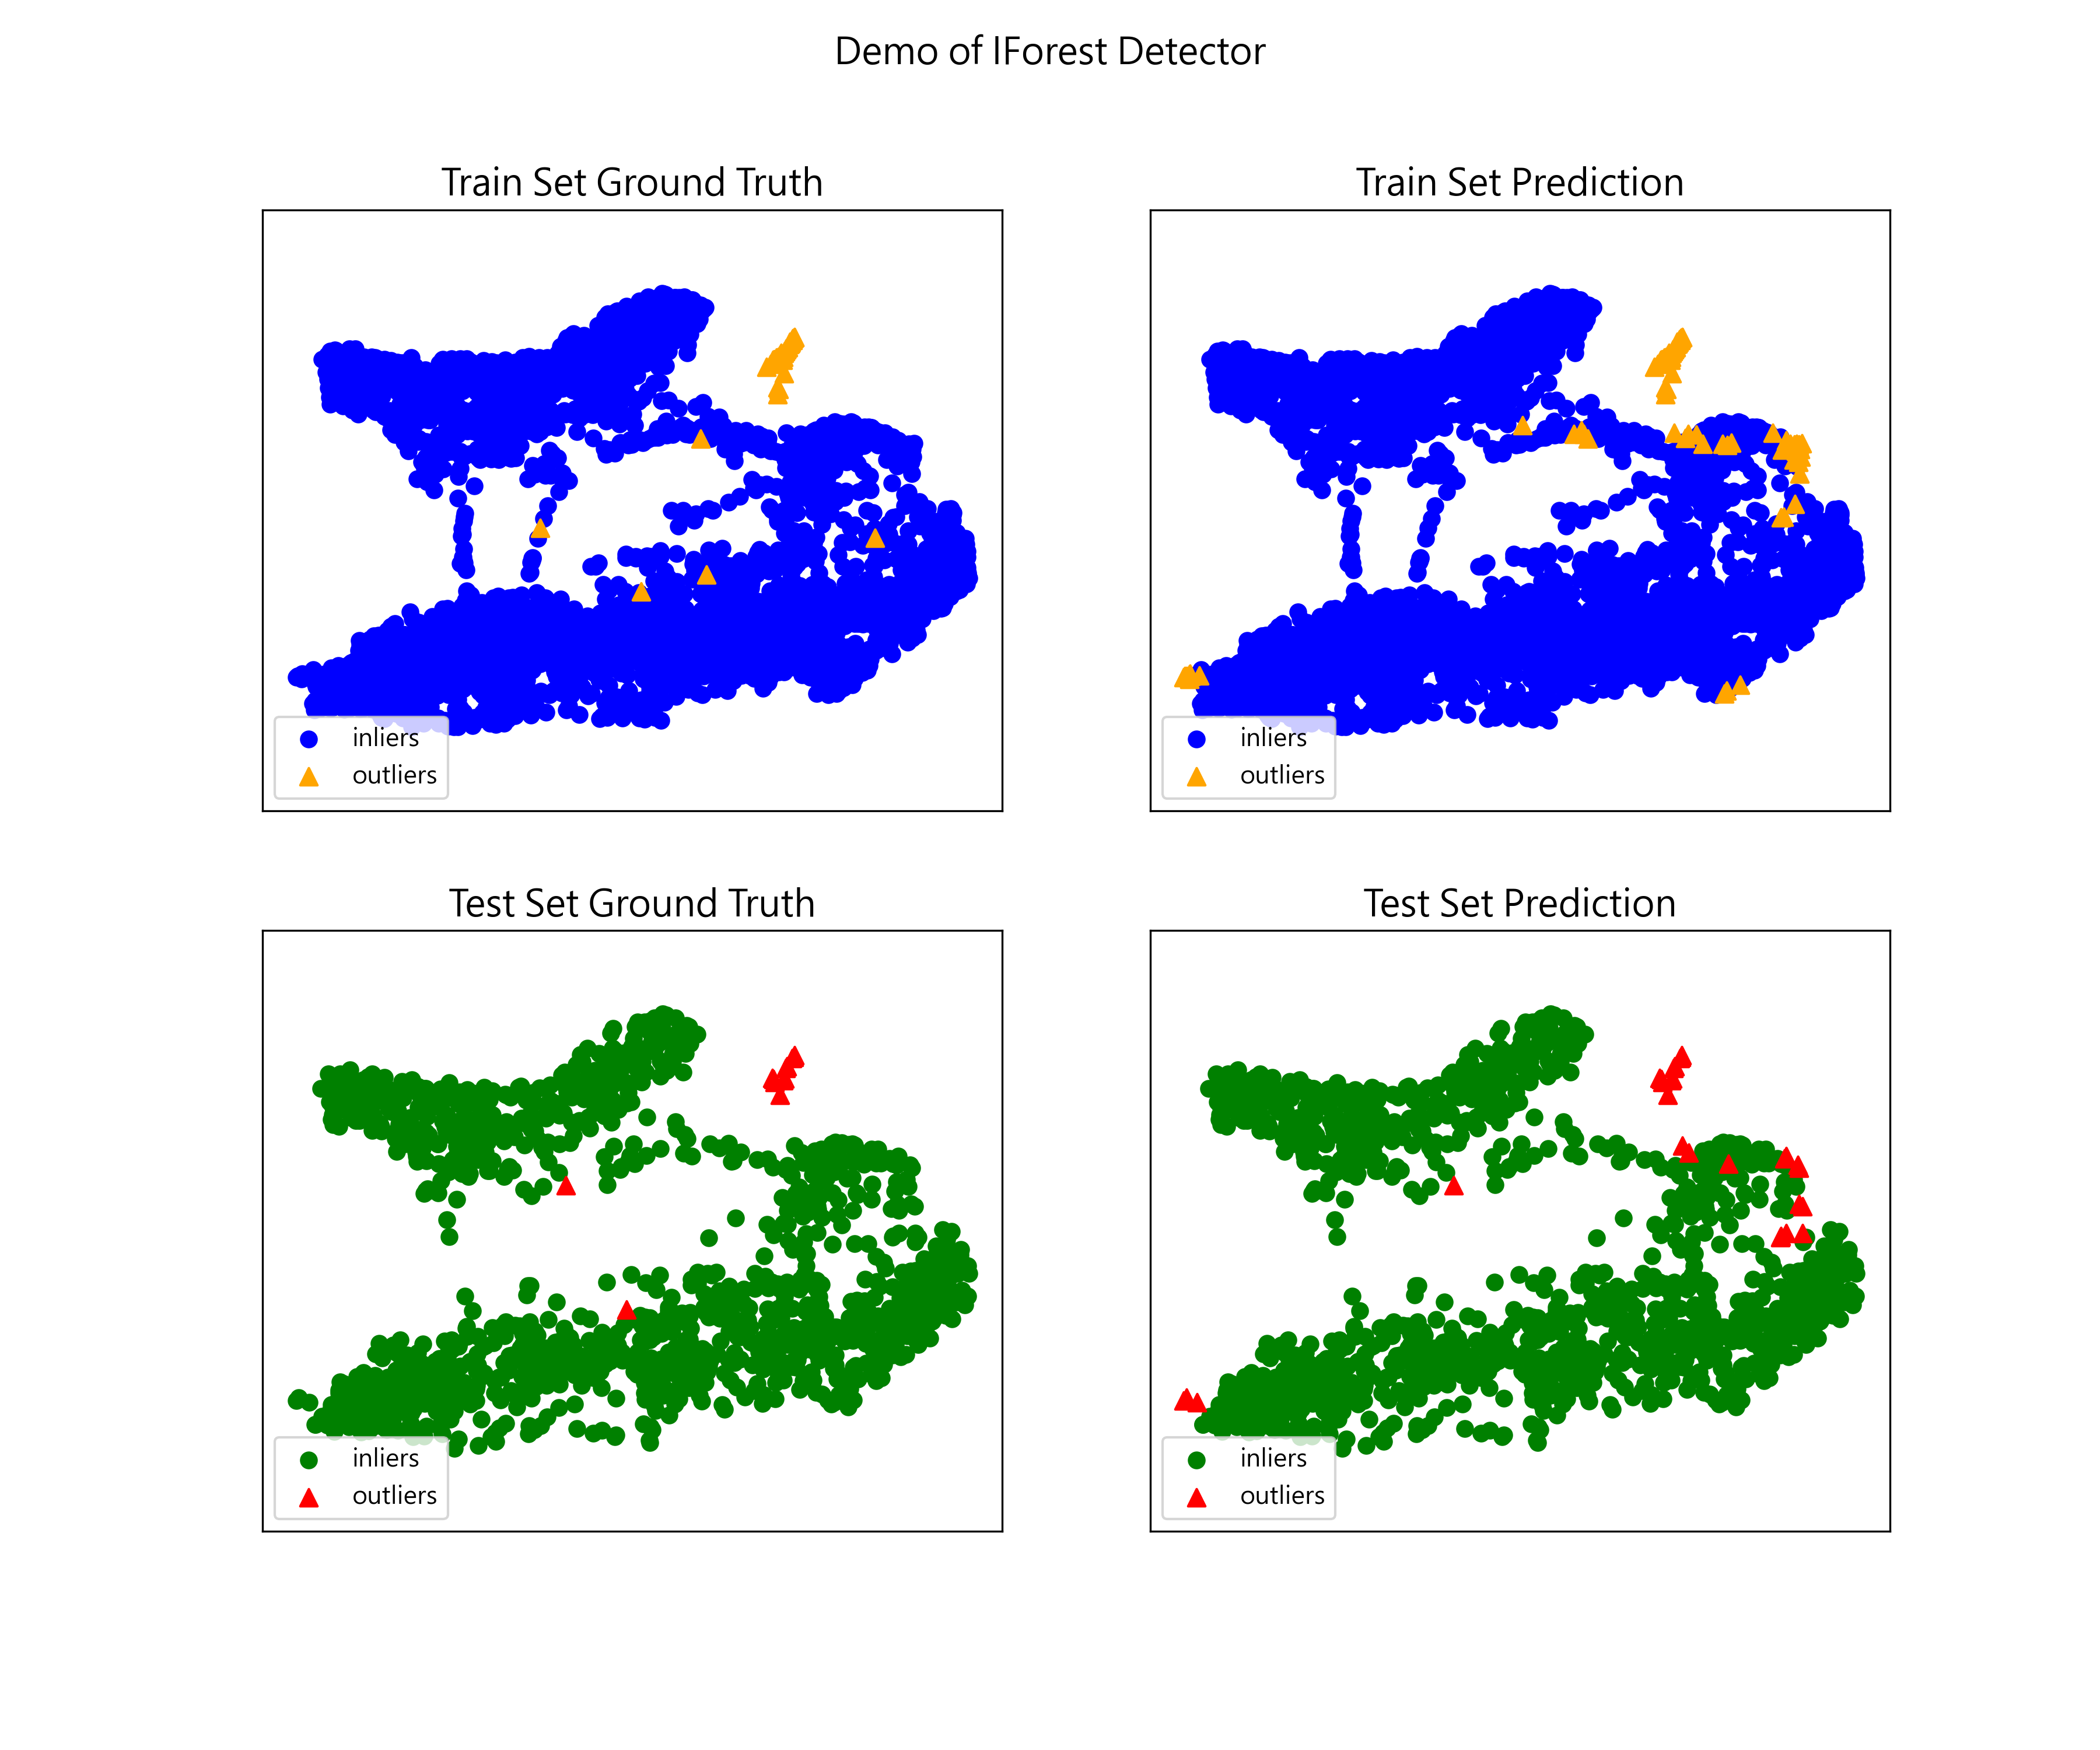 Demo of IForest Detector
Train Set Ground Truth
Train Set Prediction
inliers
outliers
inliers
outliers
Test Set Ground Truth
Test Set Prediction
inliers
outliers
inliers
outliers